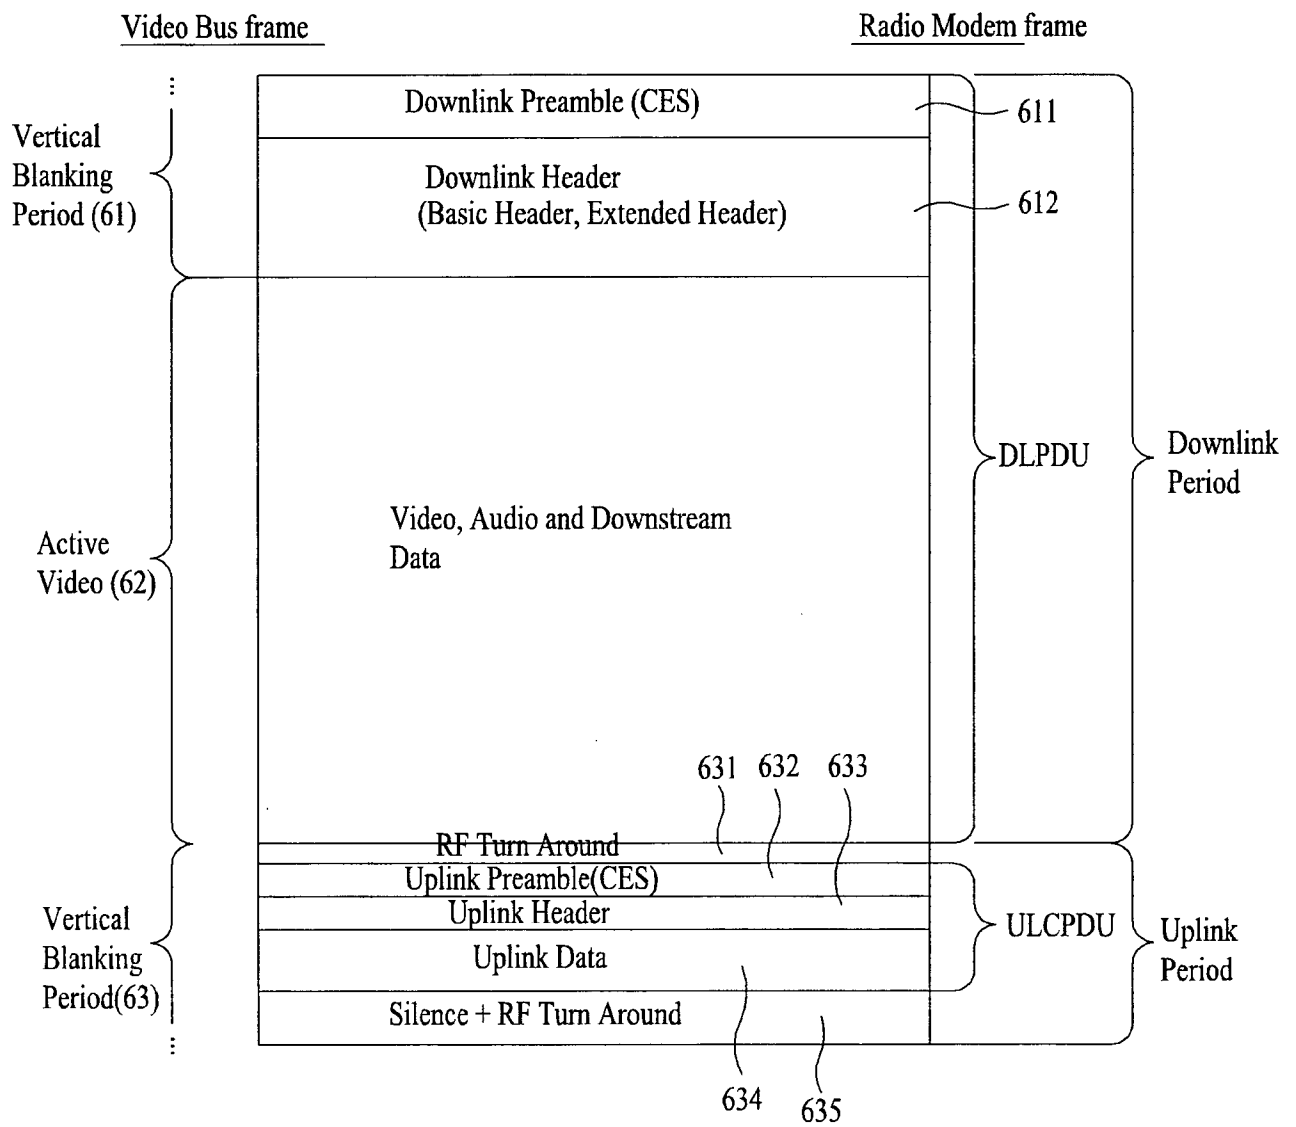 Video Bus frame
Radio Modem frame
...
Downlink Preamble (CES)
611
Vertical
Blanking
Period (61)
Downlink Header
(Basic Header, Extended Header)
612
DLPDU
Downlink
Period
Video, Audio and Downstream
Data
Active
Video (62)
631
632
633
RF Turn Around
Uplink Preamble(CES)
Uplink Header
Uplink Data
Silence + RF Turn Around
ULCPDU
Uplink
Period
Vertical
Blanking
Period(63)
...
634
635